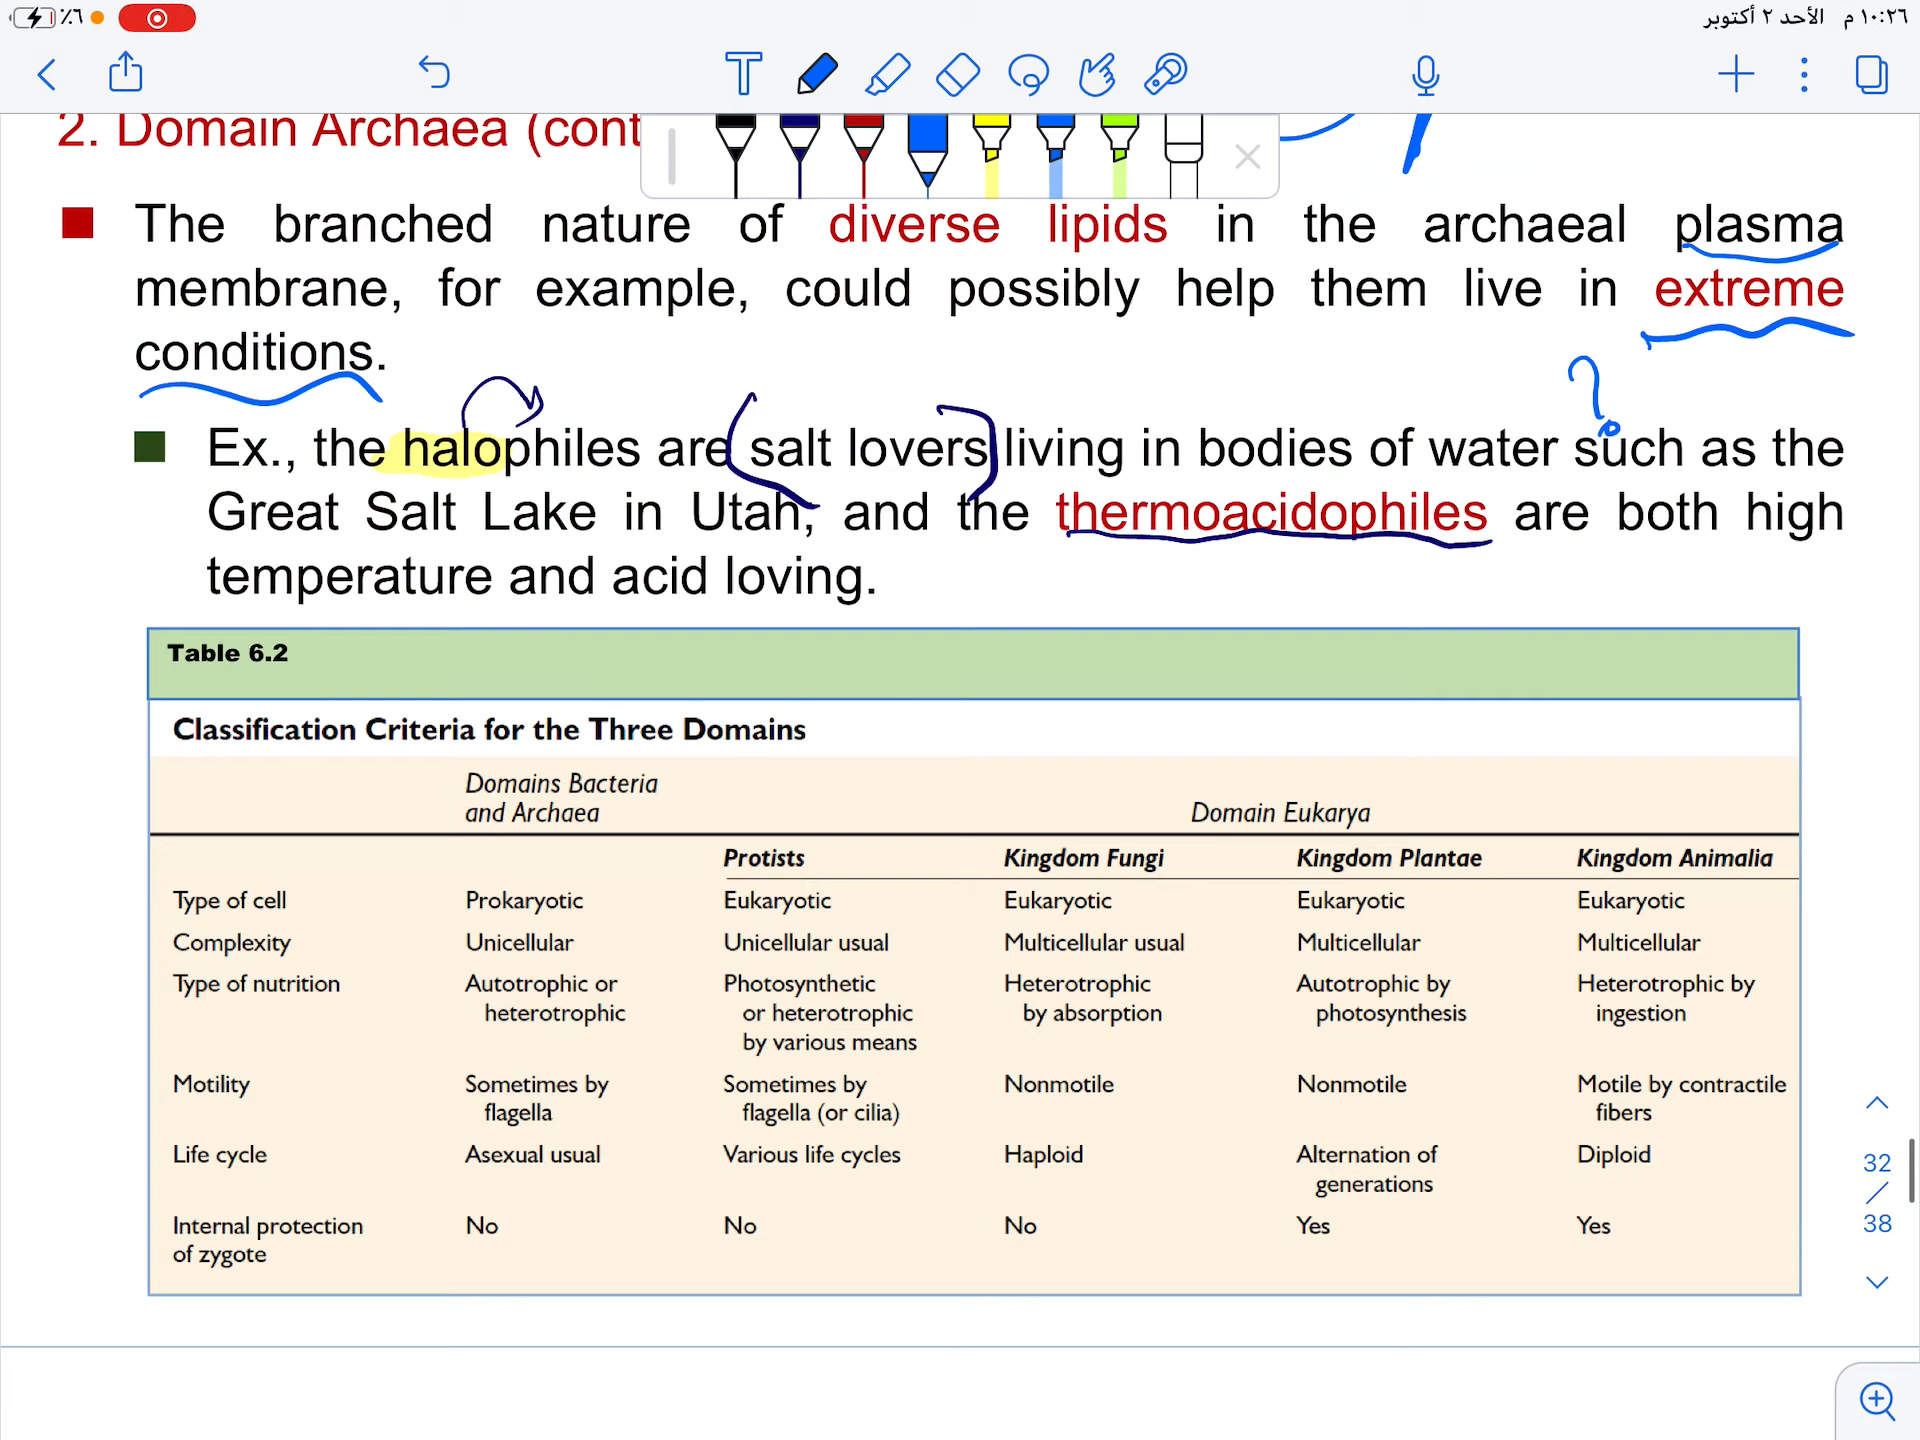 ٪٦
١٠:٢٦ م الأحد ٢ أكتوبر
T
2. Domain Archaea (cont
The branched nature of diverse lipids in the archaeal plasma
membrane, for example, could possibly help them live in extreme
conditions.
?
Ex., the halophiles are salt lovers living in bodies of water such as the
Great Salt Lake in Utah, and the thermoacidophiles are both high
temperature and acid loving.
Table 6.2
Classification Criteria for the Three Domains
Domains Bacteria
and Archaea Domain Eukarya
Protists Kingdom Fungi Kingdom Plantae Kingdom Animalia
Type of cell Prokaryotic Eukaryotic Eukaryotic Eukaryotic Eukaryotic
Complexity Unicellular Unicellular usual Multicellular usual Multicellular Multicellular
Type of nutrition Autotrophic or Photosynthetic Heterotrophic Autotrophic by Heterotrophic by
heterotrophic or heterotrophic by absorption photosynthesis ingestion
by various means
Motility Sometimes by Sometimes by Nonmotile Nonmotile Motile by contractile
flagella flagella (or cilia) fibers
Life cycle Asexual usual Various life cycles Haploid Alternation of Diploid
generations
Internal protection No No No Yes Yes
of zygote
32
/
38